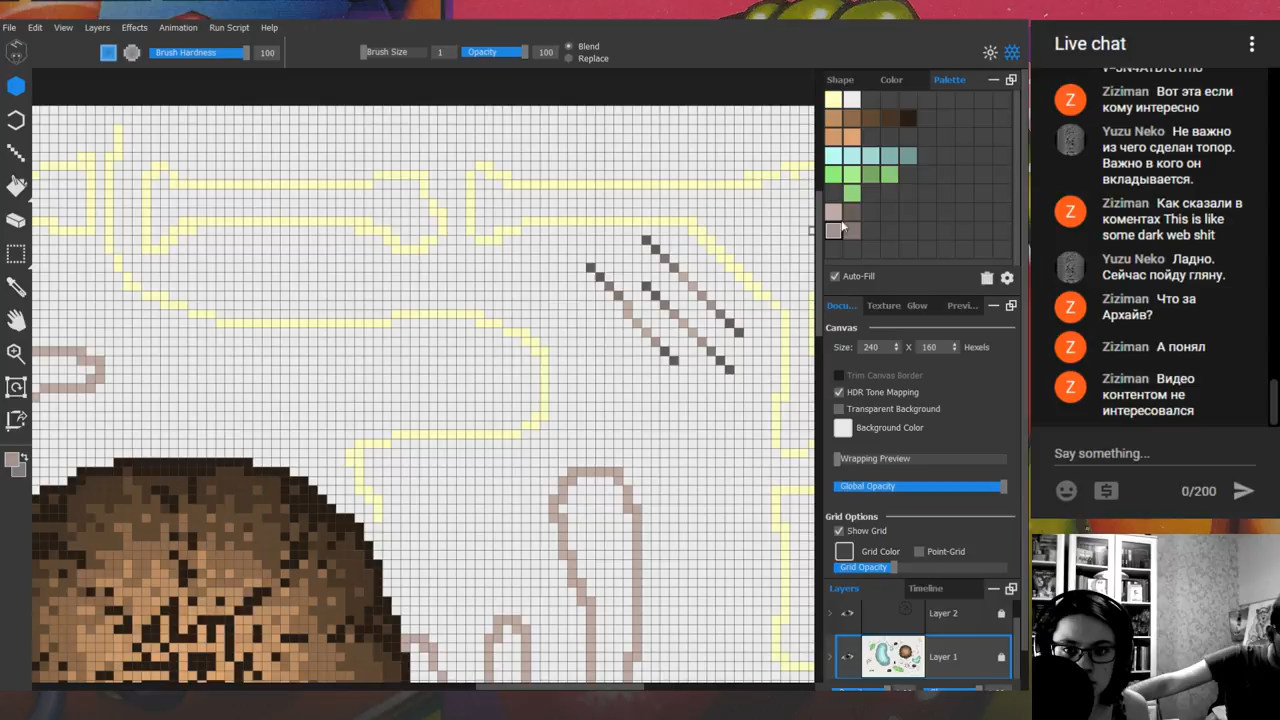 File Edit View Layers Effects Animation Run Script Help
Brush Hardness 100 Brush Size 1 Opacity 100 Blend
Replace
Shape Color Palette
Auto-Fill
Docu... Texture Glow Previ...
Canvas
Size: 240 X 160 Hexels
Trim Canvas Border
HDR Tone Mapping
Transparent Background
Background Color
Wrapping Preview
Global Opacity
Grid Options
Show Grid
Grid Color Point-Grid
Grid Opacity
Layers Timeline
Layer 2
Layer 1
Live chat
Ziziman Вот эта если
кому интересно
Yuzu Neko Не важно
из чего сделан топор.
Важно в кого он
вкладывается.
Ziziman Как сказали в
коментах This is like
some dark web shit
Yuzu Neko Ладно.
Сейчас пойду гляну.
Ziziman Что за
Архайв?
Ziziman А понял
Ziziman Видео
контентом не
интересовался
Say something...
0/200